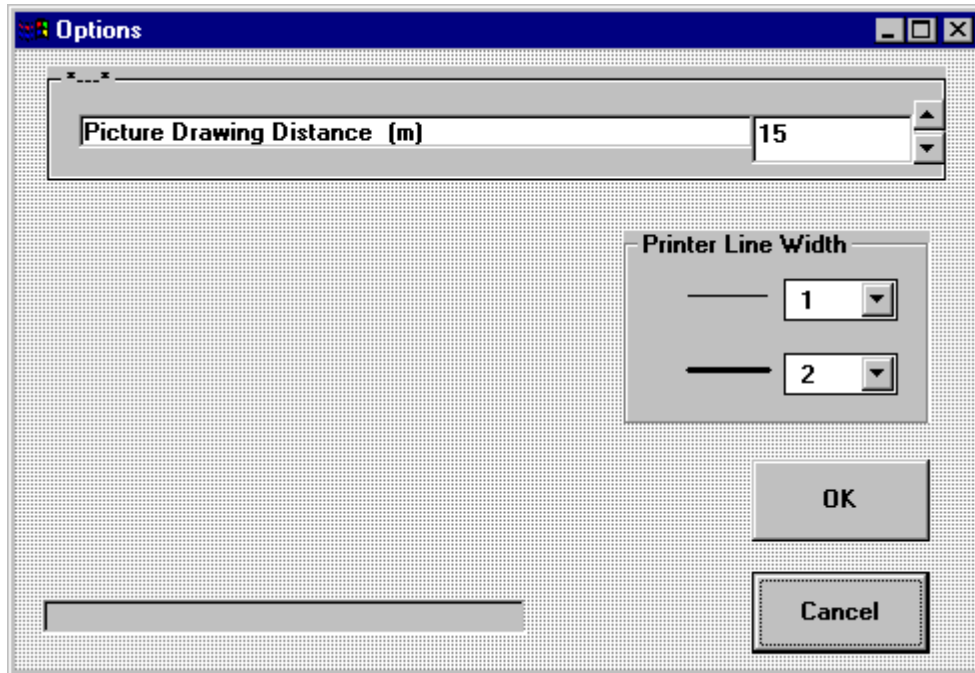 Options
*---*
Picture Drawing Distance (m) 15
Printer Line Width
1
2
OK
Cancel